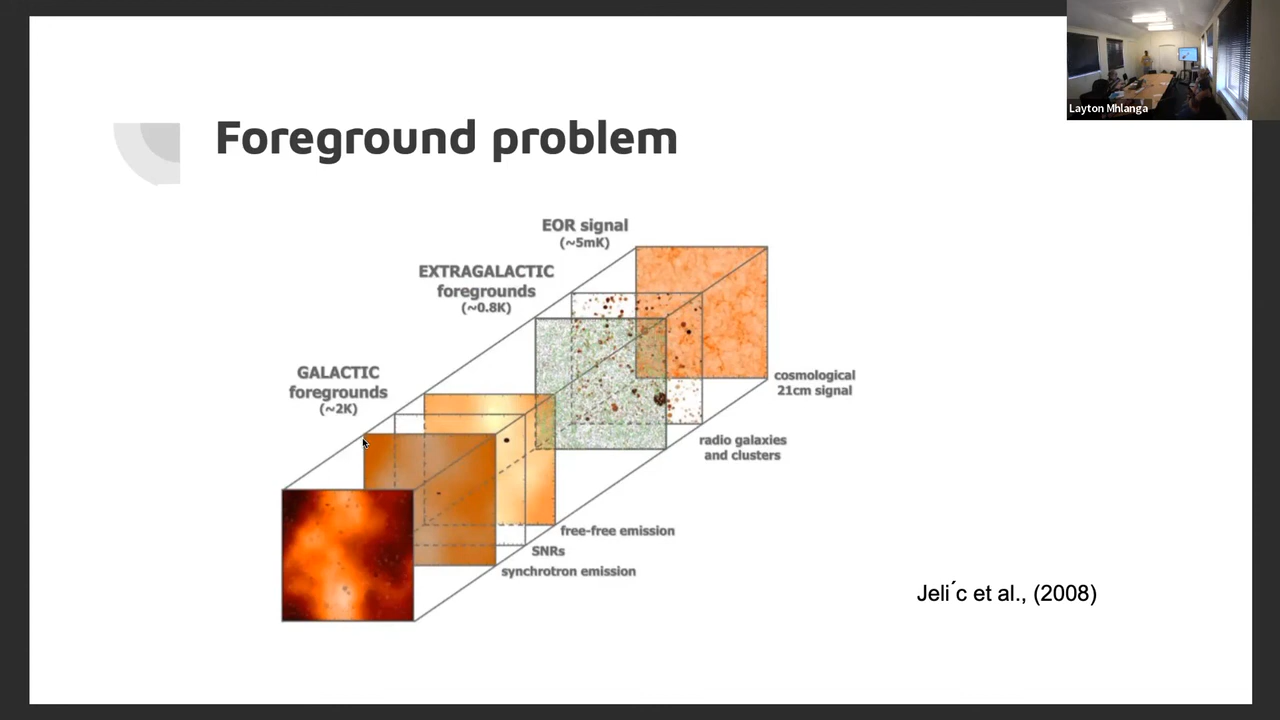 Layton Mhlanga
Foreground problem
EOR signal
(~5mK)
EXTRAGALACTIC
foregrounds
(~0.8K)
GALACTIC
foregrounds
(~2K)
cosmological
21cm signal
radio galaxies
and clusters
free-free emission
SNRs
synchrotron emission
Jeli´c et al., (2008)